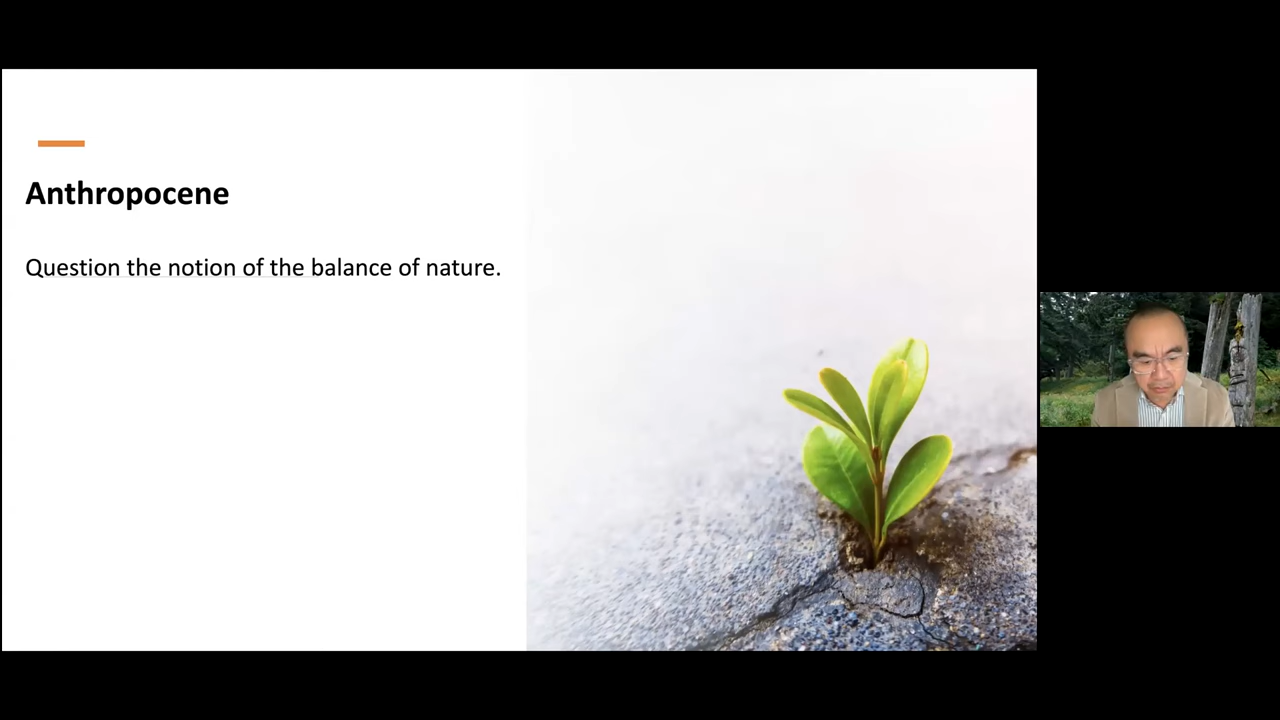 Anthropocene
Question the notion of the balance of nature.